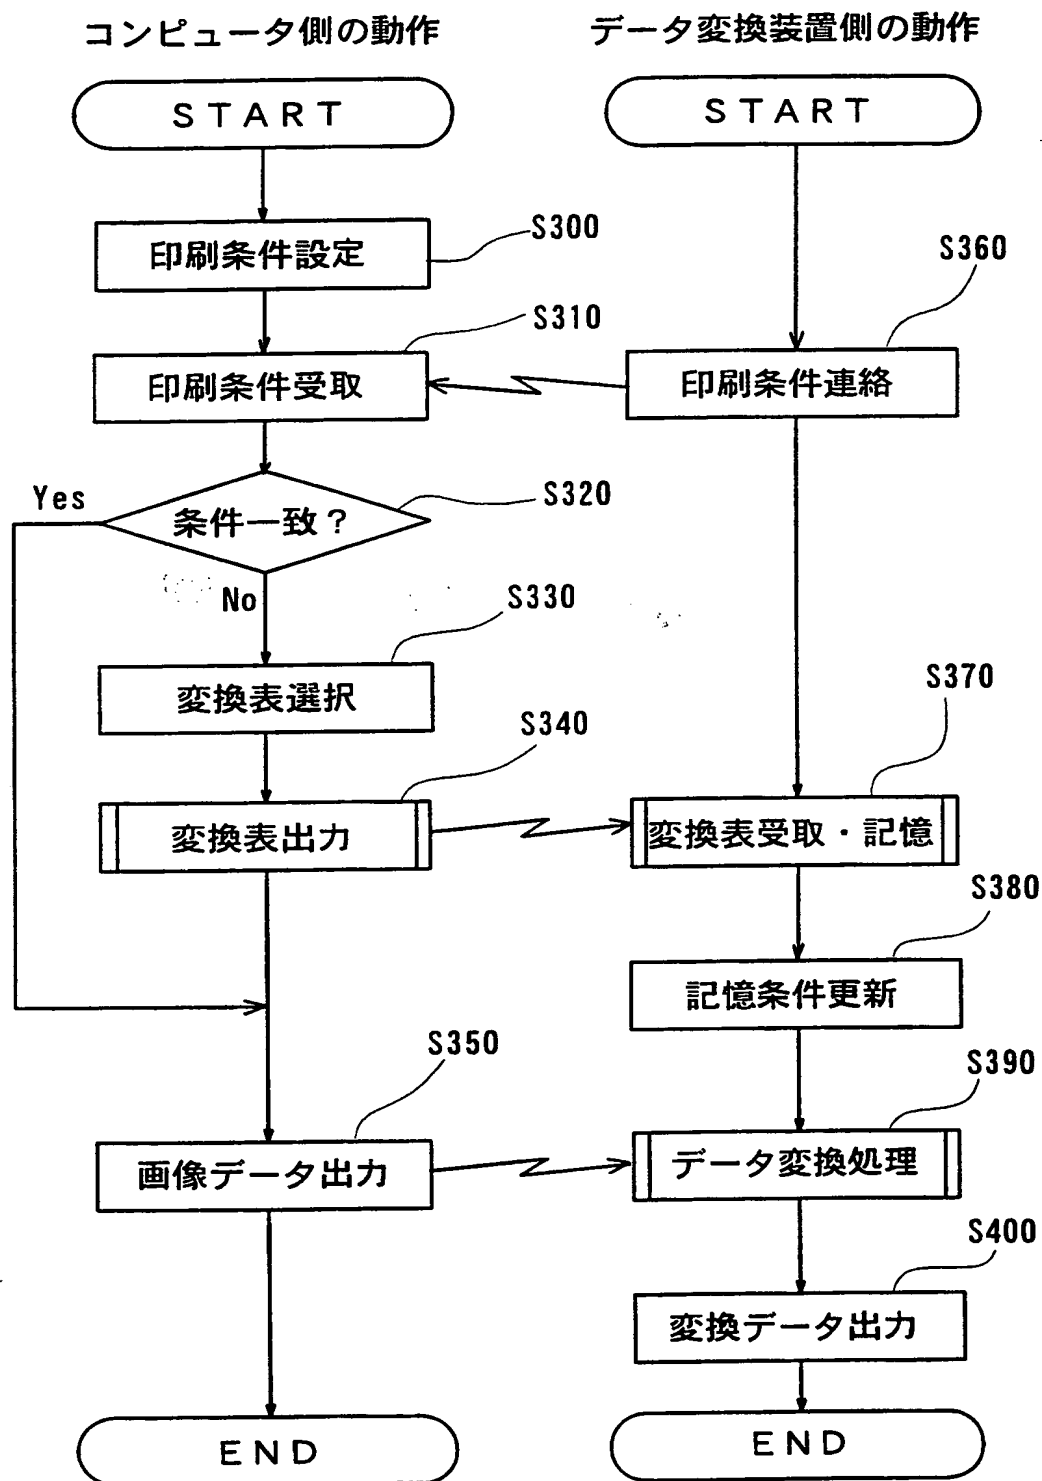 コンピュータ側の動作
START
S300
印刷条件設定
S310
印刷条件受取
S320
Yes
条件一致？
No
S330
変換表選択
S340
変換表出力
S350
画像データ出力
END
データ変換装置側の動作
START
S360
印刷条件連絡
S370
変換表受取・記憶
S380
記憶条件更新
S390
データ変換処理
S400
変換データ出力
END